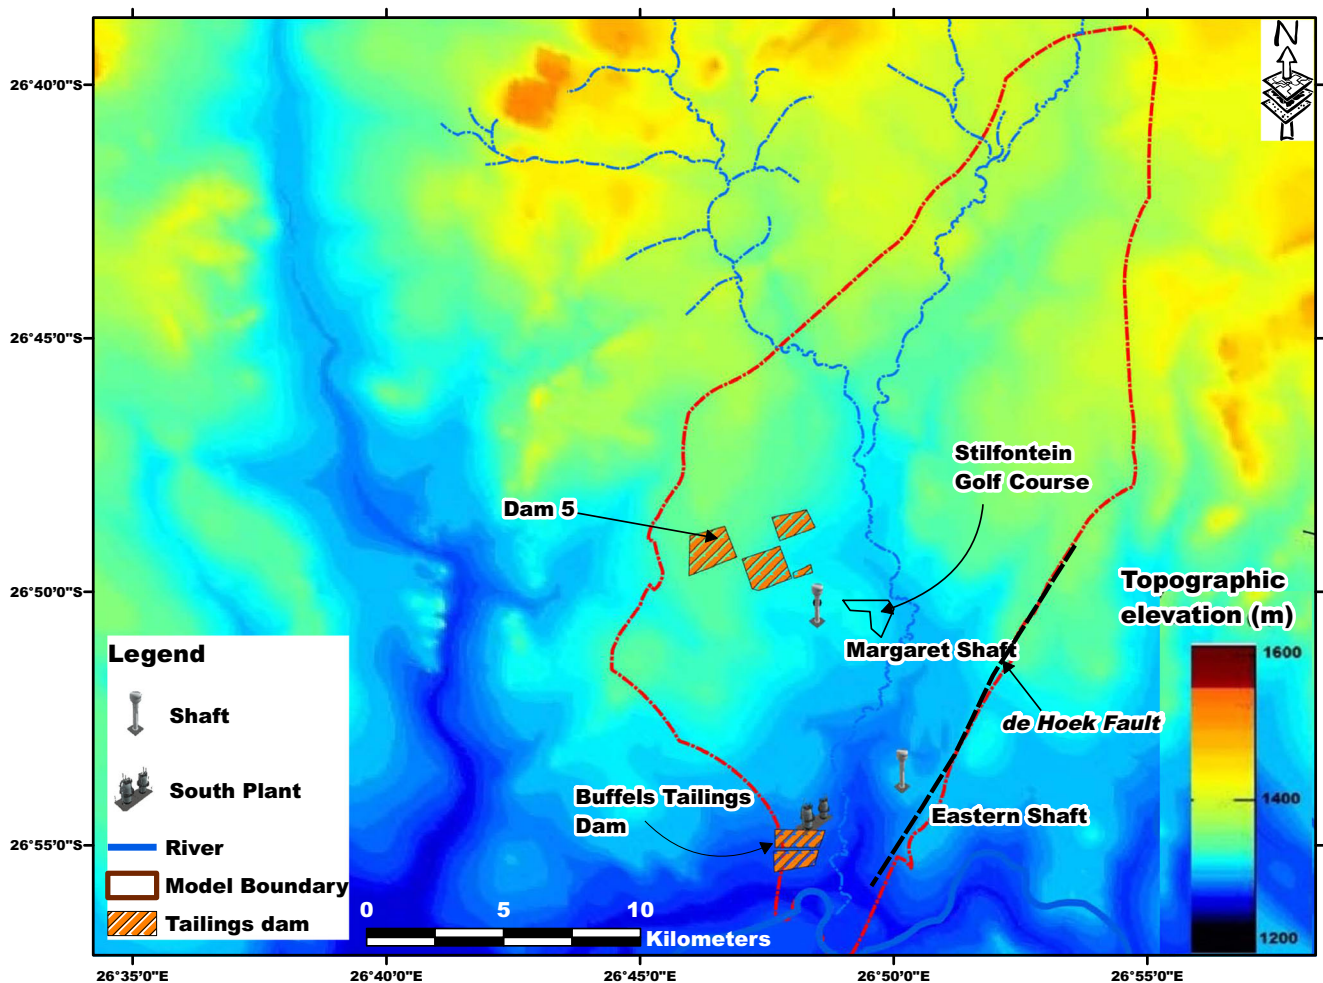 N
26°40'0"S
26°45'0"S
26°50'0"S
26°55'0"S
Stilfontein
Golf Course
Dam 5
Topographic
elevation (m)
1600
1400
1200
Margaret Shaft
de Hoek Fault
Eastern Shaft
Buffels Tailings
Dam
Legend
Shaft
South Plant
River
Model Boundary
Tailings dam
0 5 10
Kilometers
26°35'0"E 26°40'0"E 26°45'0"E 26°50'0"E 26°55'0"E